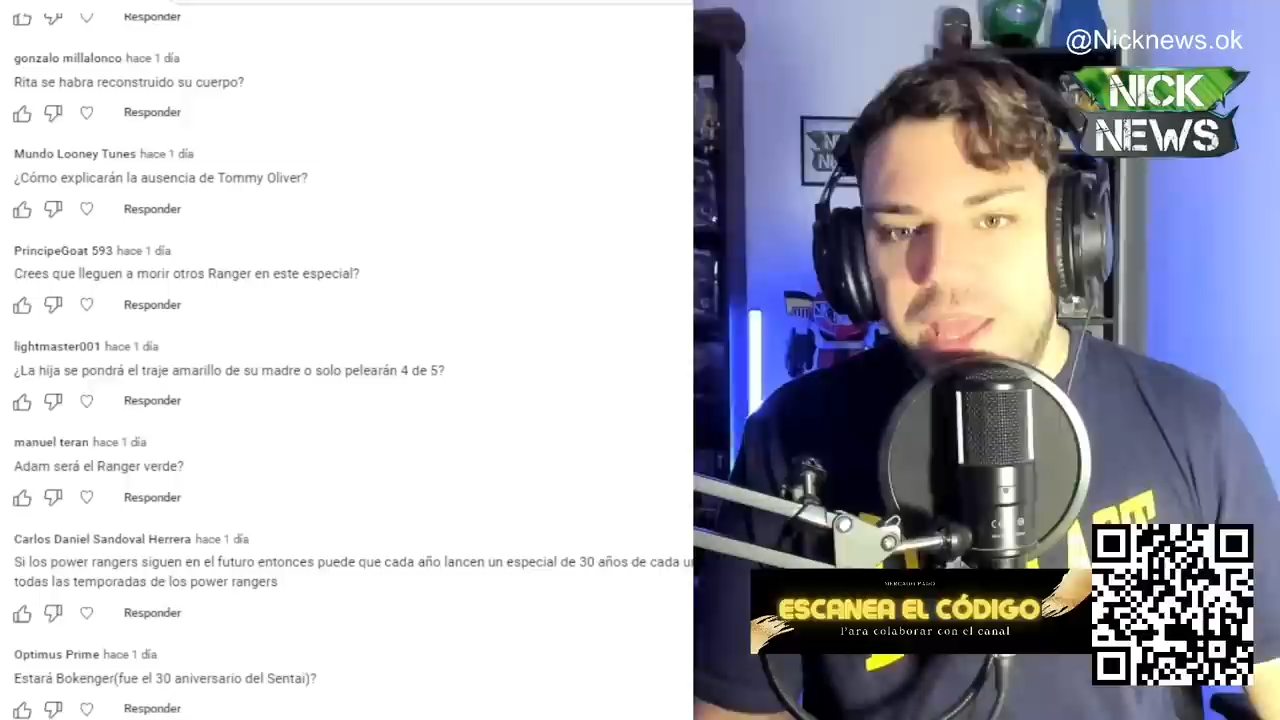 Responder
gonzalo millalonco hace 1 día
Rita se habra reconstruido su cuerpo?
Responder
Mundo Looney Tunes hace 1 día
¿Cómo explicarán la ausencia de Tommy Oliver?
Responder
PrincipeGoat 593 hace 1 día
Crees que lleguen a morir otros Ranger en este especial?
Responder
lightmaster001 hace 1 día
¿La hija se pondrá el traje amarillo de su madre o solo pelearán 4 de 5?
Responder
manuel teran hace 1 día
Adam será el Ranger verde?
Responder
Carlos Daniel Sandoval Herrera hace 1 día
Si los power rangers siguen en el futuro entonces puede que cada año lancen un especial de 30 años de cada
todas las temporadas de los power rangers
Responder
Optimus Prime hace 1 día
Estará Bokenger(fue el 30 aniversario del Sentai)?
Responder
@Nicknews.ok
NICK
NEWS
MERCADO PAGO
ESCANEA EL CÓDIGO
Para colaborar con el canal